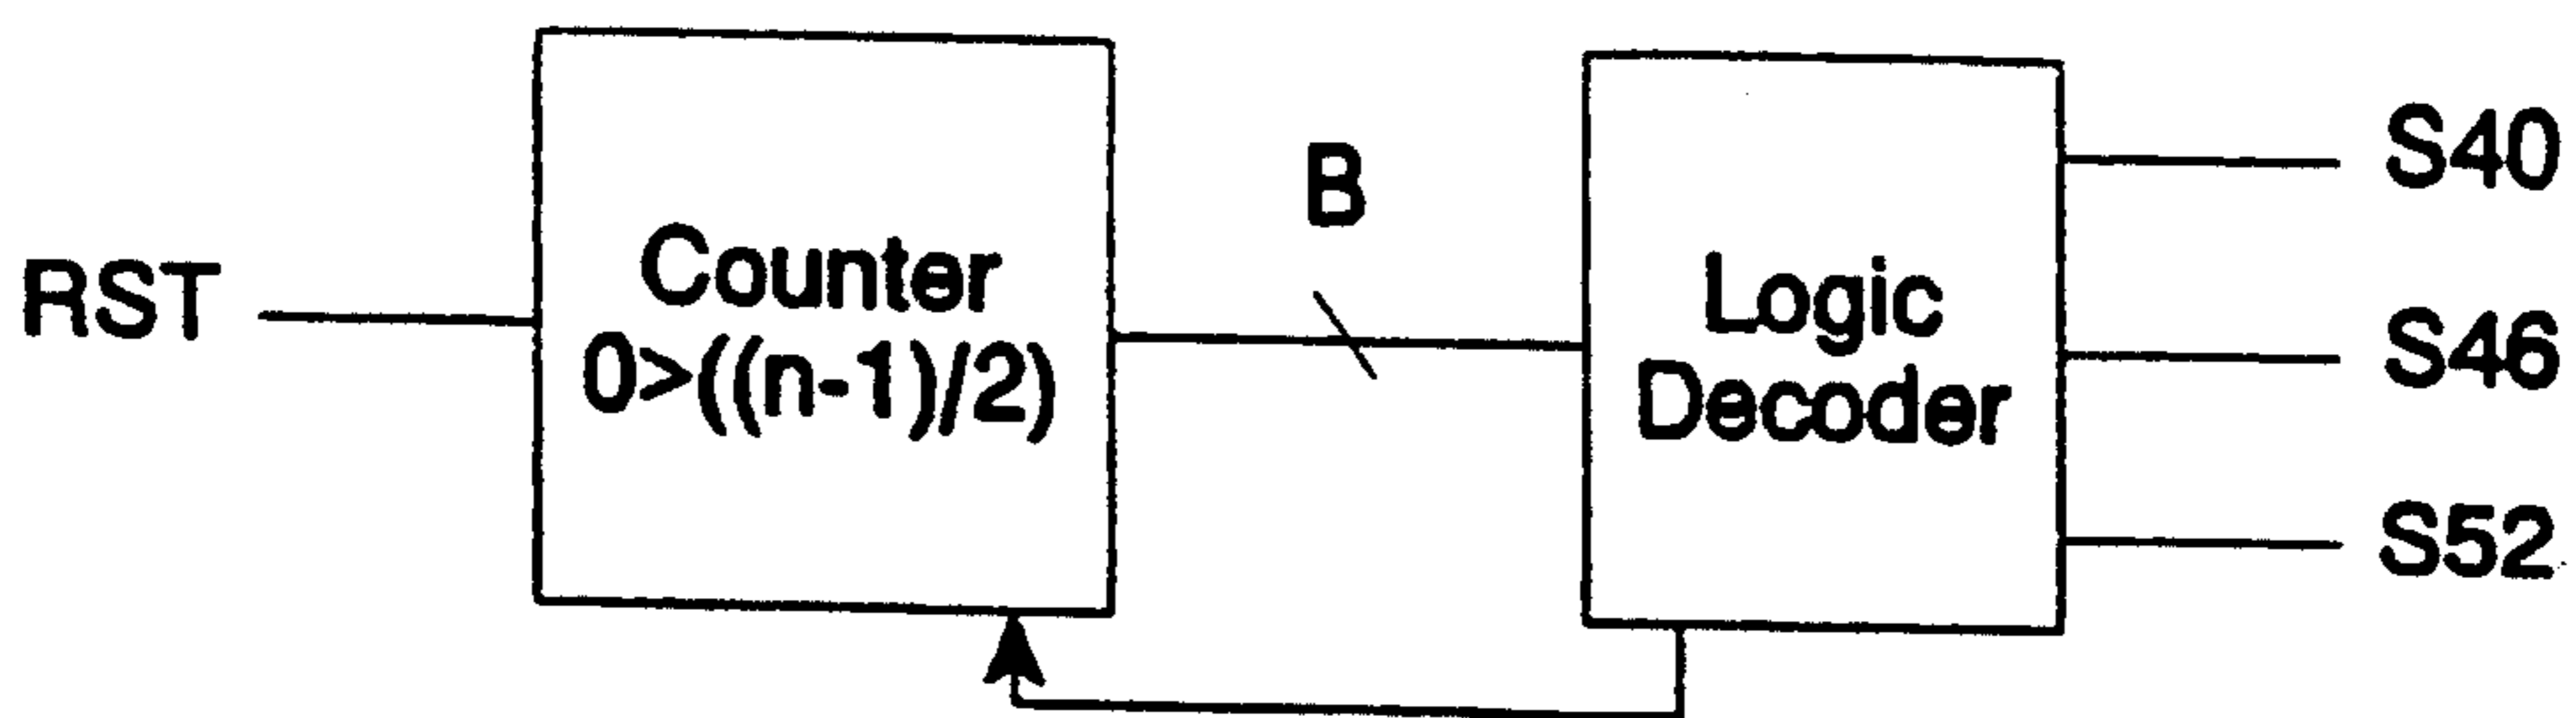 RST
Counter
0>((n-1)/2)
B
Logic
Decoder
S40
S46
S52